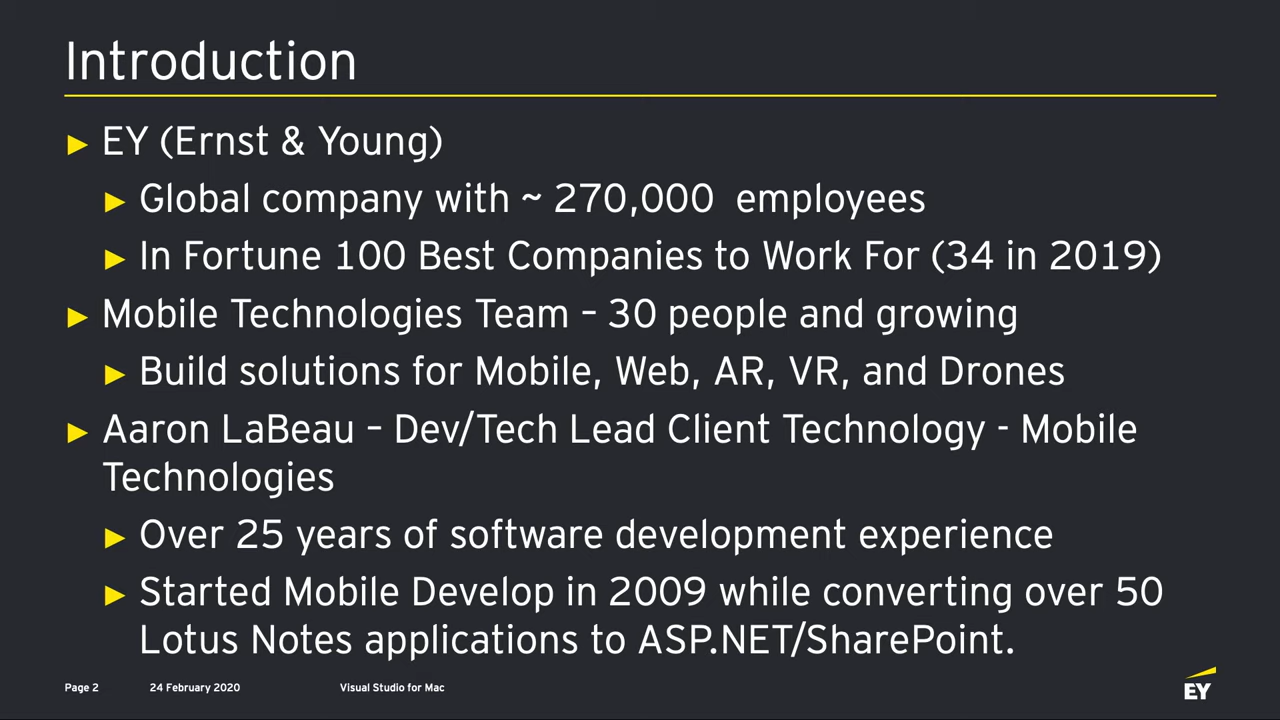 Introduction
► EY (Ernst & Young)
► Global company with ~ 270,000 employees
► In Fortune 100 Best Companies to Work For (34 in 2019)
► Mobile Technologies Team – 30 people and growing
► Build solutions for Mobile, Web, AR, VR, and Drones
► Aaron LaBeau – Dev/Tech Lead Client Technology - Mobile
Technologies
► Over 25 years of software development experience
► Started Mobile Develop in 2009 while converting over 50
Lotus Notes applications to ASP.NET/SharePoint.
Page 2 24 February 2020 Visual Studio for Mac
EY